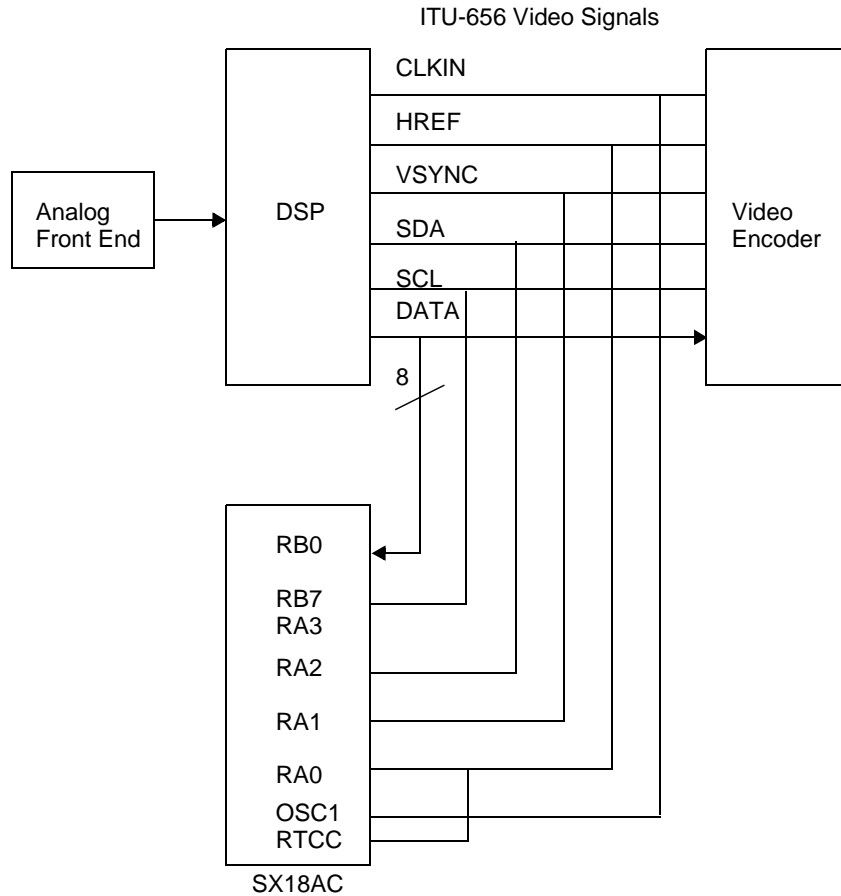 ITU-656 Video Signals
CLKIN
HREF
VSYNC
SDA
SCL
DATA
Analog
Front End
DSP
Video
Encoder
8
RB0
RB7
RA3
RA2
RA1
RA0
OSC1
RTCC
SX18AC